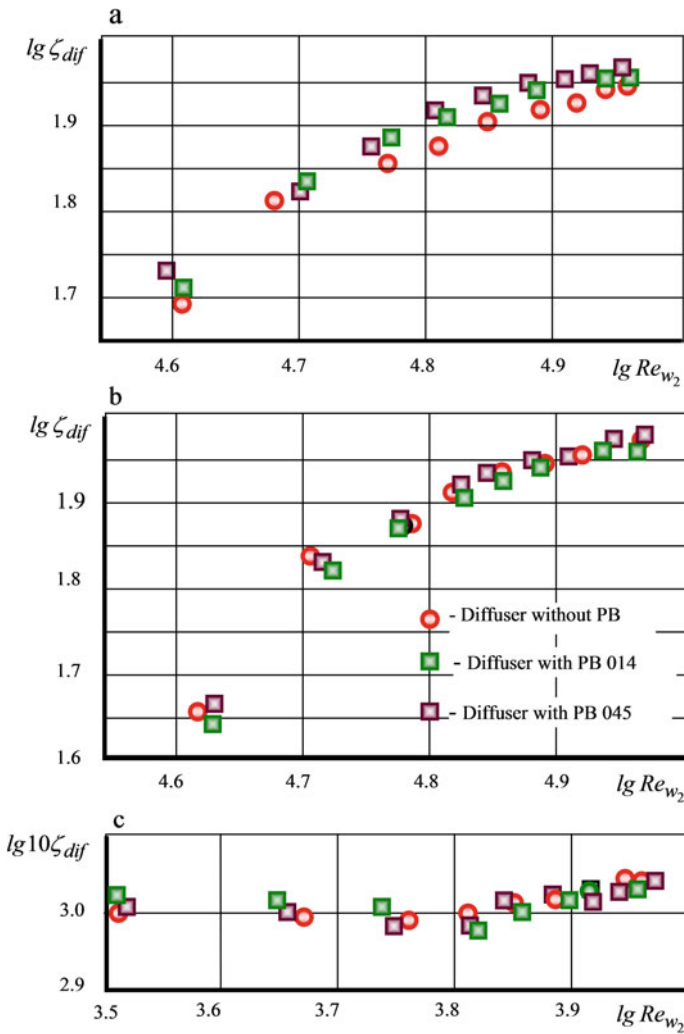 a
lg ζdif
1.9
1.8
1.7
4.6 4.7 4.8 4.9 lg Rew2
b
lg ζdif
1.9
1.8
- Diffuser without PB
- Diffuser with PB 014
1.7
- Diffuser with PB 045
1.6
4.6 4.7 4.8 4.9 lg Rew2
c
lg10ζdif
3.0
2.9
3.5 3.6 3.7 3.8 3.9 lg Rew2